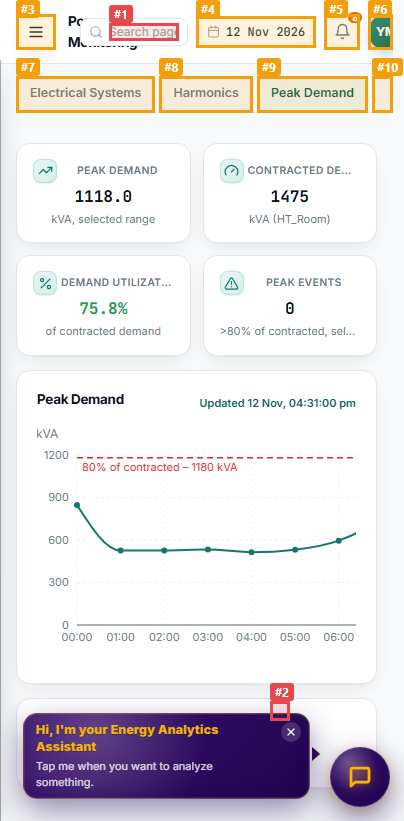 #3
#1
#4
#5
#6
Search page
12 Nov 2026
YM
Monitoring
#7
#8
#9
#10
Electrical Systems
Harmonics
Peak Demand
PEAK DEMAND
1118.0
kVA, selected range
CONTRACTED DE...
1475
kVA (HT_Room)
DEMAND UTILIZAT...
75.8%
of contracted demand
PEAK EVENTS
0
>80% of contracted, sel...
Peak Demand
Updated 12 Nov, 04:31:00 pm
kVA
1200
80% of contracted – 1180 kVA
900
600
300
0
00:00 01:00 02:00 03:00 04:00 05:00 06:00
#2
Hi, I'm your Energy Analytics
Assistant
Tap me when you want to analyze
something.